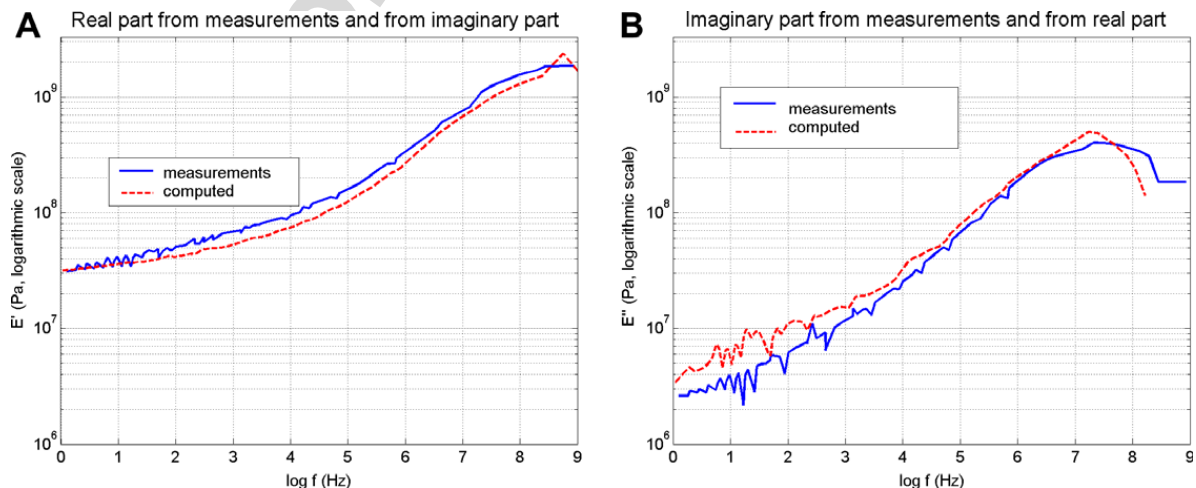 A
Real part from measurements and from imaginary part
E' (Pa, logarithmic scale)
10^9
10^8
10^7
10^6
measurements
computed
0 1 2 3 4 5 6 7 8 9
log f (Hz)
B
Imaginary part from measurements and from real part
E'' (Pa, logarithmic scale)
10^9
10^8
10^7
10^6
measurements
computed
0 1 2 3 4 5 6 7 8 9
log f (Hz)